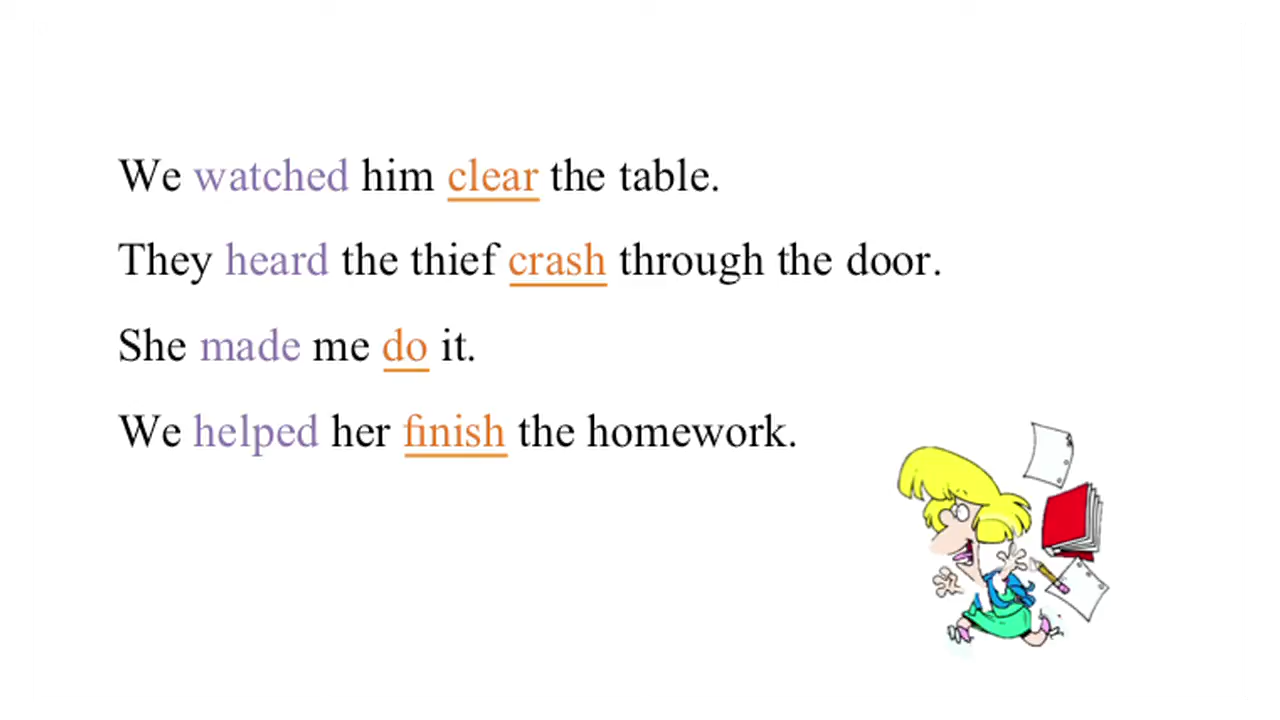 We watched him clear the table.
They heard the thief crash through the door.
She made me do it.
We helped her finish the homework.